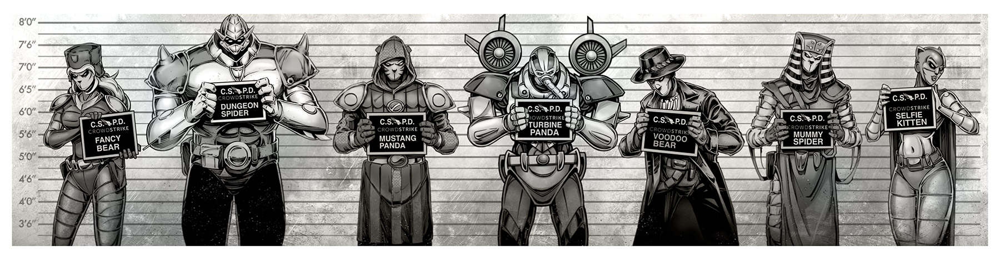 8'0"
7'6"
7'0"
6'5"
6'0"
5'6"
5'0"
4'6"
4'0"
3'6"
C.S. P.D.
CROWDSTRIKE
FANCY
BEAR
C.S. P.D.
CROWDSTRIKE
DUNGEON
SPIDER
C.S. P.D.
CROWDSTRIKE
MUSTANG
PANDA
C.S. P.D.
CROWDSTRIKE
TURBINE
PANDA
C.S. P.D.
CROWDSTRIKE
VOODOO
BEAR
C.S. P.D.
CROWDSTRIKE
MUMMY
SPIDER
C.S. P.D.
CROWDSTRIKE
SELFIE
KITTEN